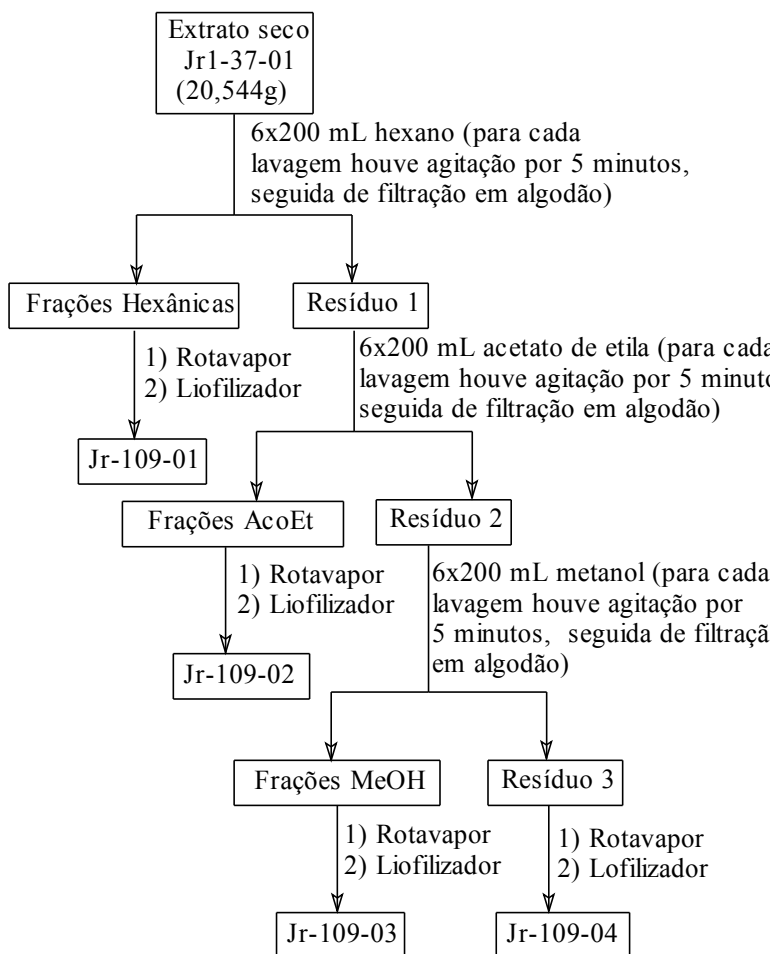 Extrato seco
Jr1-37-01
(20,544g)
6x200 mL hexano (para cada
lavagem houve agitação por 5 minutos,
seguida de filtração em algodão)
Frações Hexânicas
Resíduo 1
1) Rotavapor
2) Liofilizador
6x200 mL acetato de etila (para cada
lavagem houve agitação por 5 minuto
seguida de filtração em algodão)
Jr-109-01
Frações AcoEt
Resíduo 2
1) Rotavapor
2) Liofilizador
6x200 mL metanol (para cada
lavagem houve agitação por
5 minutos, seguida de filtraçã
em algodão)
Jr-109-02
Frações MeOH
Resíduo 3
1) Rotavapor
2) Liofilizador
1) Rotavapor
2) Lofilizador
Jr-109-03
Jr-109-04